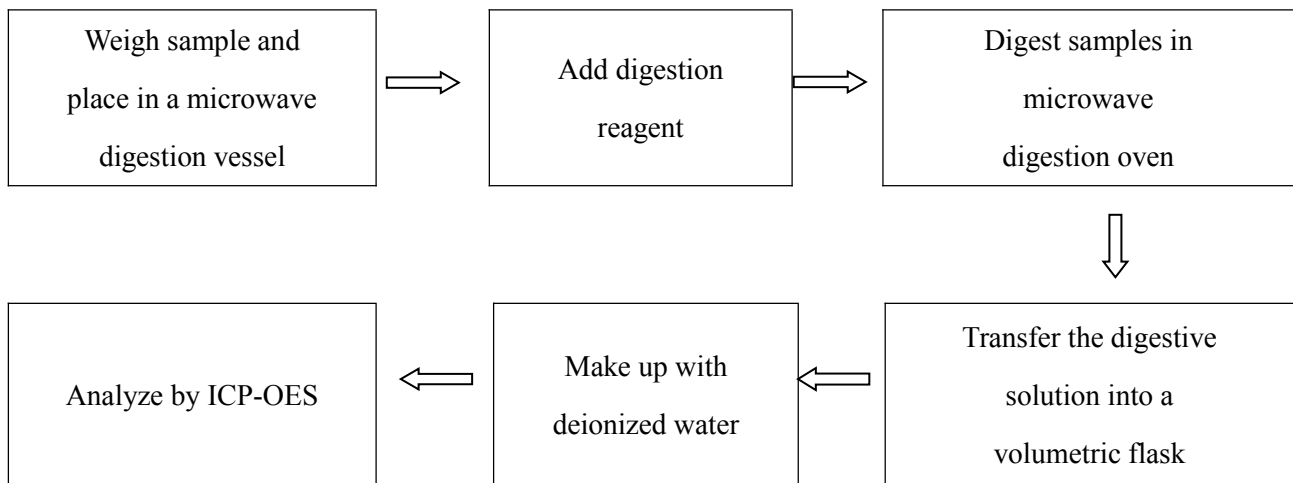 Weigh sample and
place in a microwave
digestion vessel
Add digestion
reagent
Digest samples in
microwave
digestion oven
Transfer the digestive
solution into a
volumetric flask
Make up with
deionized water
Analyze by ICP-OES